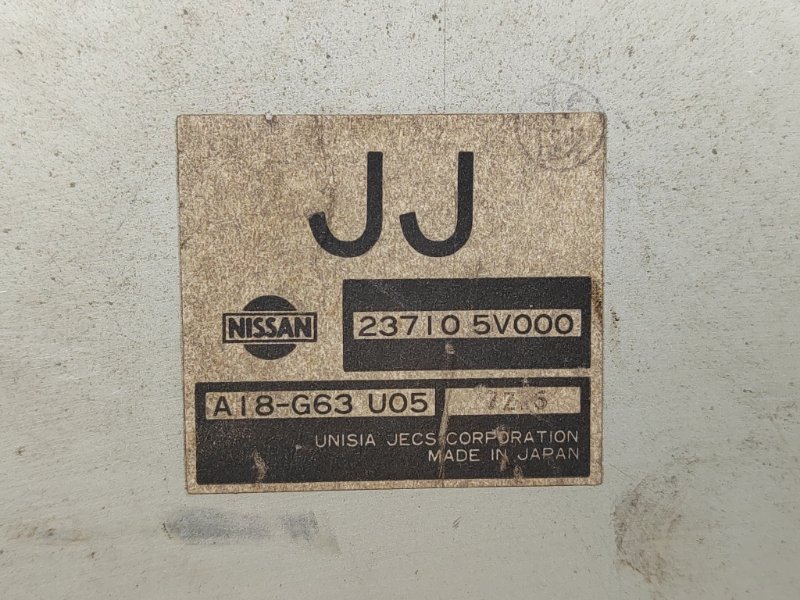 JJ
NISSAN
23710 5V000
A18-G63 U05
UNISIA JECS CORPORATION
MADE IN JAPAN